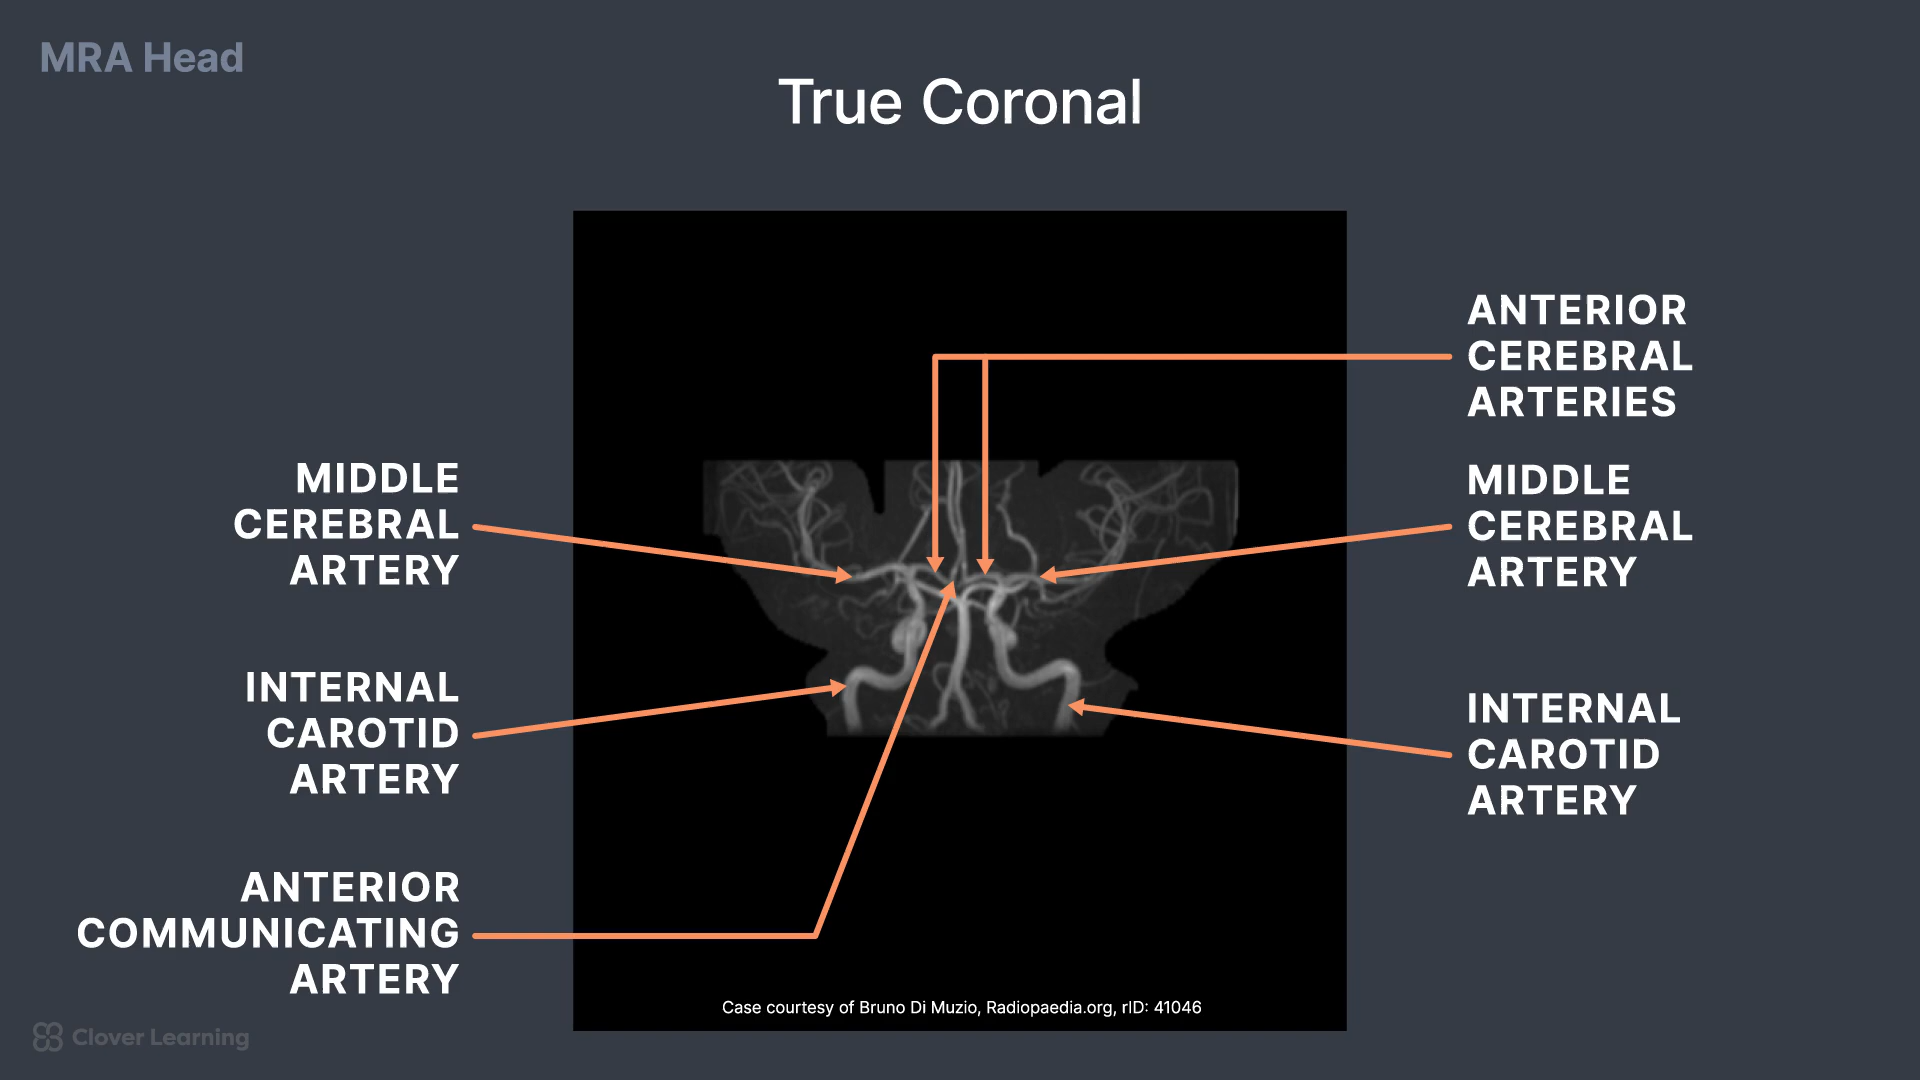 MRA Head
True Coronal
ANTERIOR
CEREBRAL
ARTERIES
MIDDLE
CEREBRAL
ARTERY
MIDDLE
CEREBRAL
ARTERY
INTERNAL
CAROTID
ARTERY
INTERNAL
CAROTID
ARTERY
ANTERIOR
COMMUNICATING
ARTERY
Case courtesy of Bruno Di Muzio, Radiopaedia.org, rID: 41046
Clover Learning